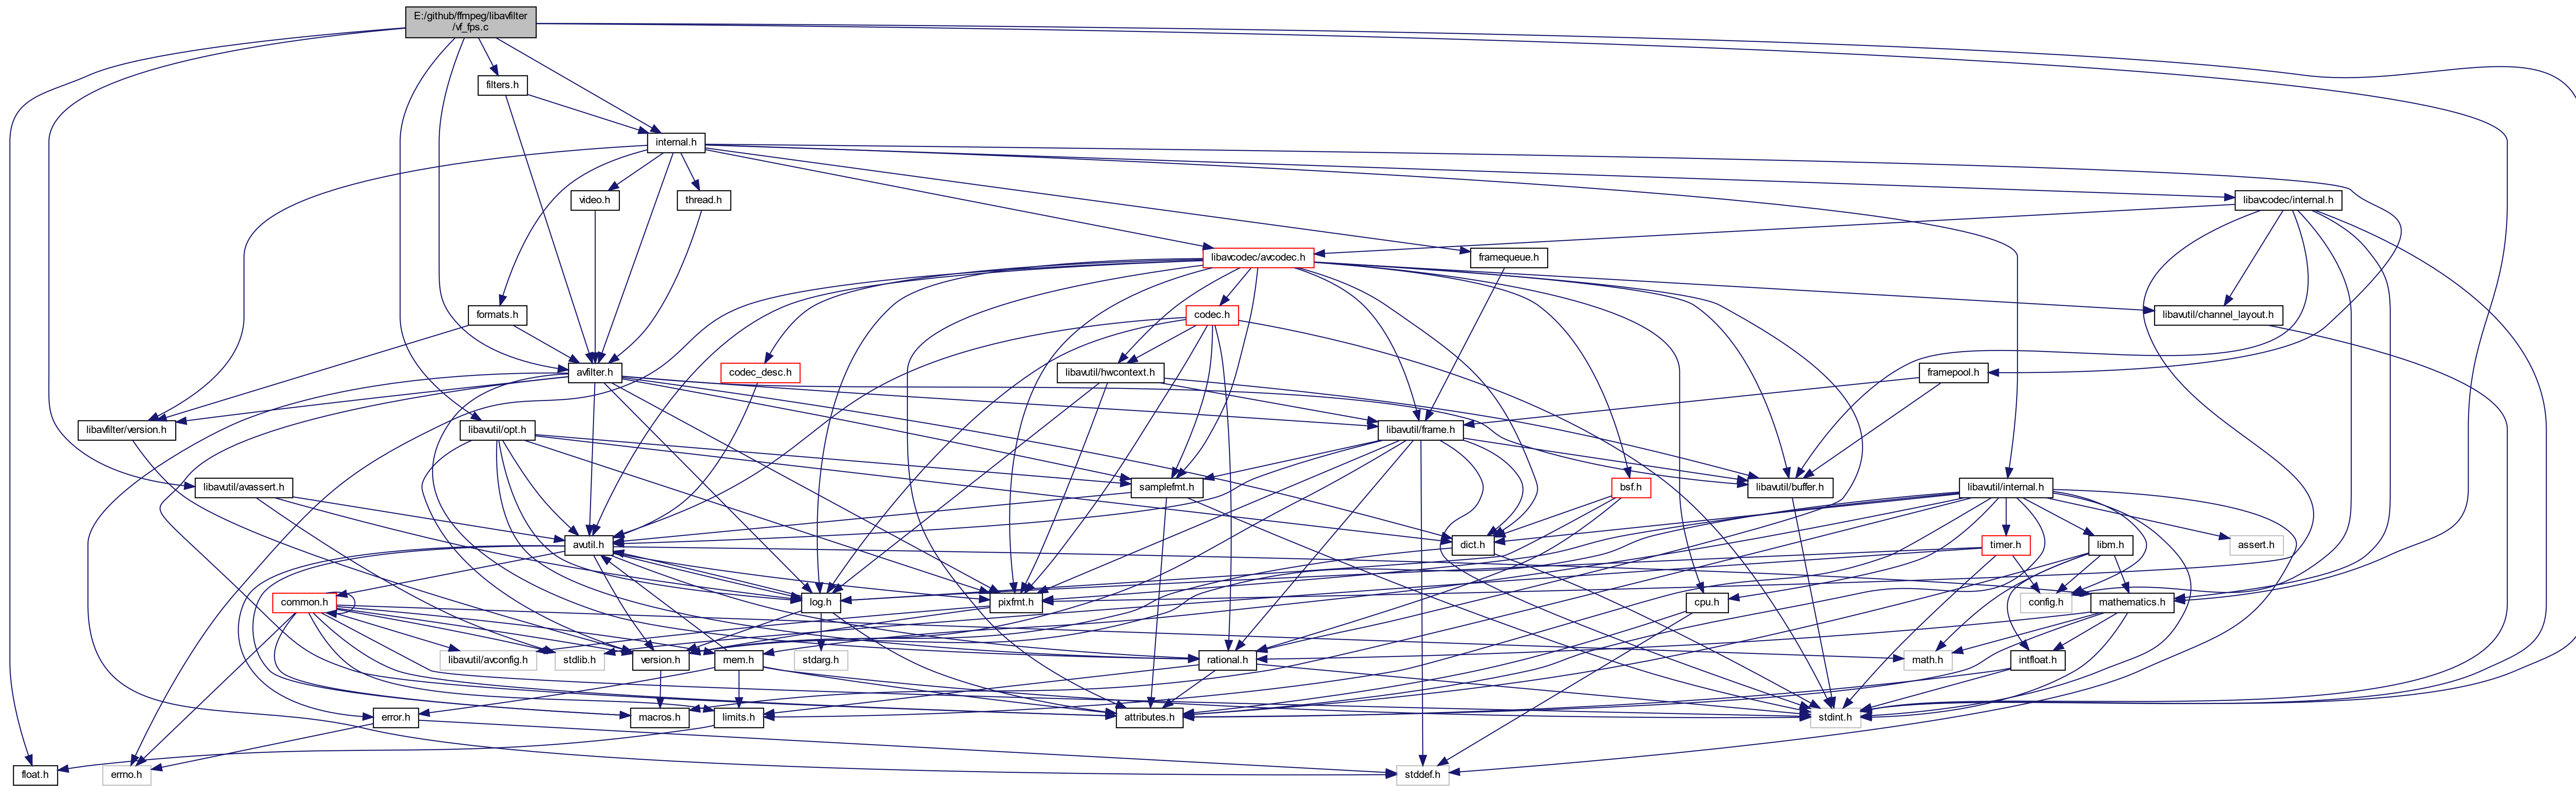 E:/github/ffmpeg/libavfilter
/vf_fps.c
filters.h
internal.h
video.h
thread.h
libavcodec/internal.h
libavcodec/avcodec.h
framequeue.h
formats.h
codec.h
libavutil/channel_layout.h
avfilter.h
codec_desc.h
libavutil/hwcontext.h
framepool.h
libavfilter/version.h
libavutil/opt.h
libavutil/frame.h
libavutil/avassert.h
samplefmt.h
bsf.h
libavutil/buffer.h
libavutil/internal.h
avutil.h
dict.h
timer.h
libm.h
assert.h
common.h
log.h
pixfmt.h
cpu.h
config.h
mathematics.h
libavutil/avconfig.h
stdlib.h
version.h
mem.h
stdarg.h
rational.h
math.h
intfloat.h
error.h
macros.h
limits.h
attributes.h
stdint.h
float.h
errno.h
stddef.h